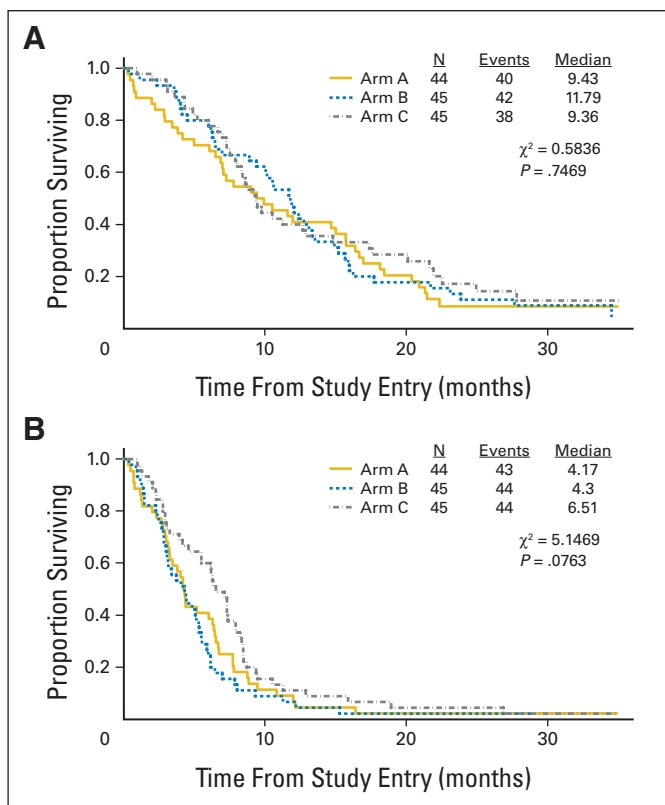 A
N Events Median
Arm A 44 40 9.43
Arm B 45 42 11.79
Arm C 45 38 9.36
χ² = 0.5836
P = .7469
Proportion Surviving
1.0
0.8
0.6
0.4
0.2
0 10 20 30
Time From Study Entry (months)
B
N Events Median
Arm A 44 43 4.17
Arm B 45 44 4.3
Arm C 45 44 6.51
χ² = 5.1469
P = .0763
Proportion Surviving
1.0
0.8
0.6
0.4
0.2
0 10 20 30
Time From Study Entry (months)